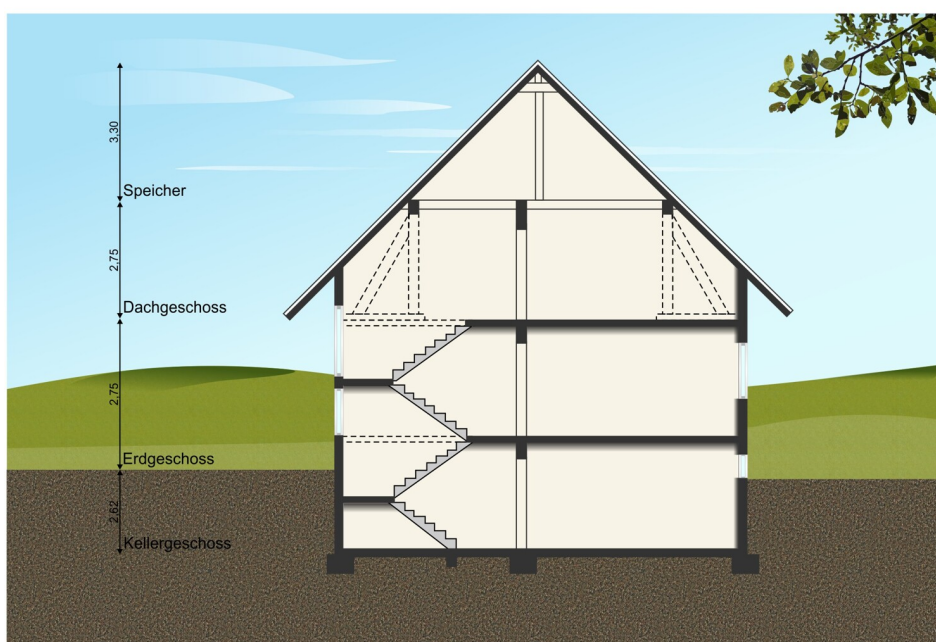 3,30
Speicher
2,75
Dachgeschoss
2,75
Erdgeschoss
2,62
Kellergeschoss